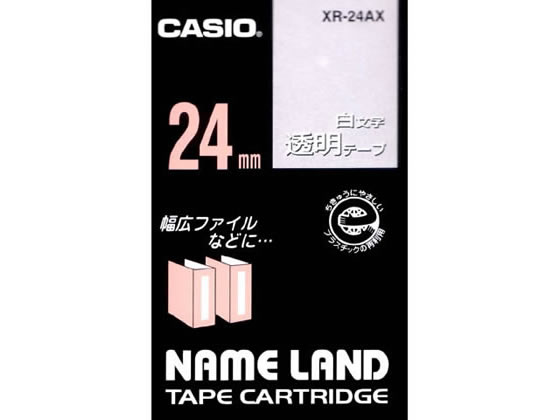 CASIO®
XR-24AX
白文字
透明テープ
24mm
ちきゅうにやさしい
e
プラスチックの再利用
幅広ファイル
などに…
NAME LAND
TAPE CARTRIDGE